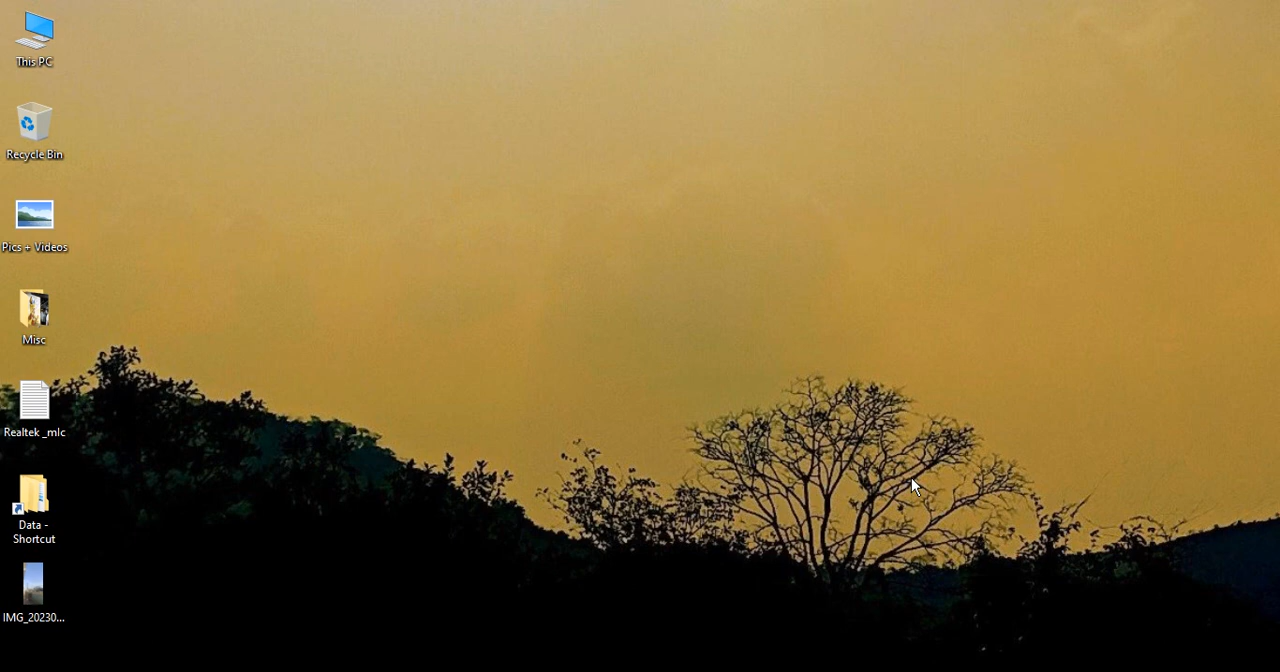 This PC
Recycle Bin
Pics + Videos
Misc
Realtek _mlc
Data -
Shortcut
IMG_20230...